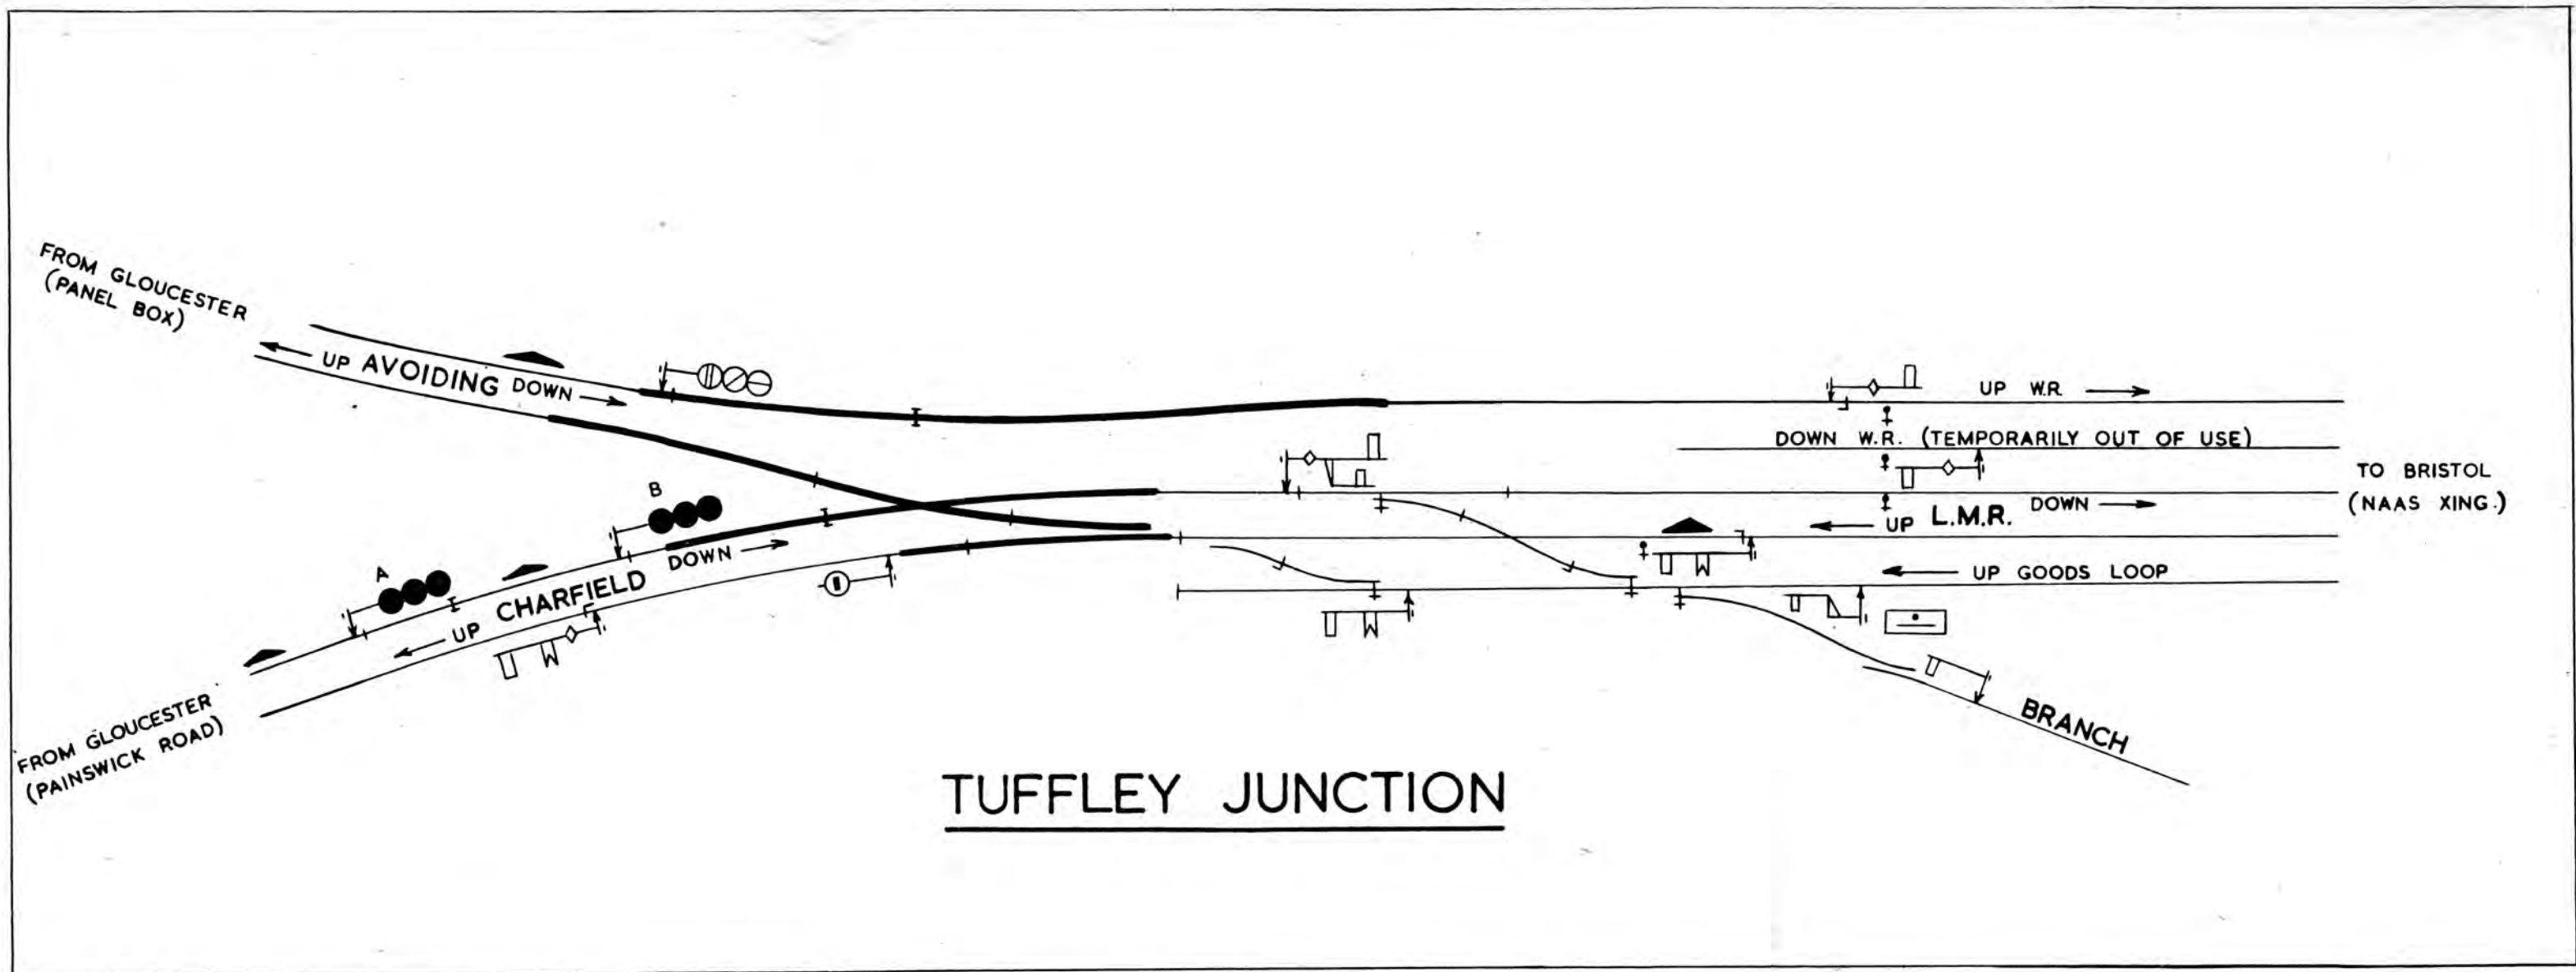 FROM GLOUCESTER
(PANEL BOX)
UP AVOIDING DOWN
UP W.R.
DOWN W.R. (TEMPORARILY OUT OF USE)
TO BRISTOL
(NAAS XING.)
UP L.M.R. DOWN
UP GOODS LOOP
B
A
UP CHARFIELD DOWN
FROM GLOUCESTER
(PAINSWICK ROAD)
BRANCH
TUFFLEY JUNCTION